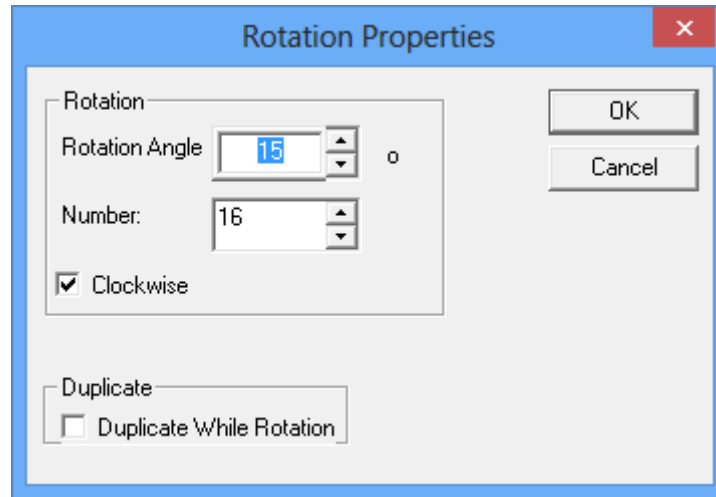 Rotation Properties
Rotation
Rotation Angle 15 o
Number: 16
Clockwise
OK
Cancel
Duplicate
Duplicate While Rotation